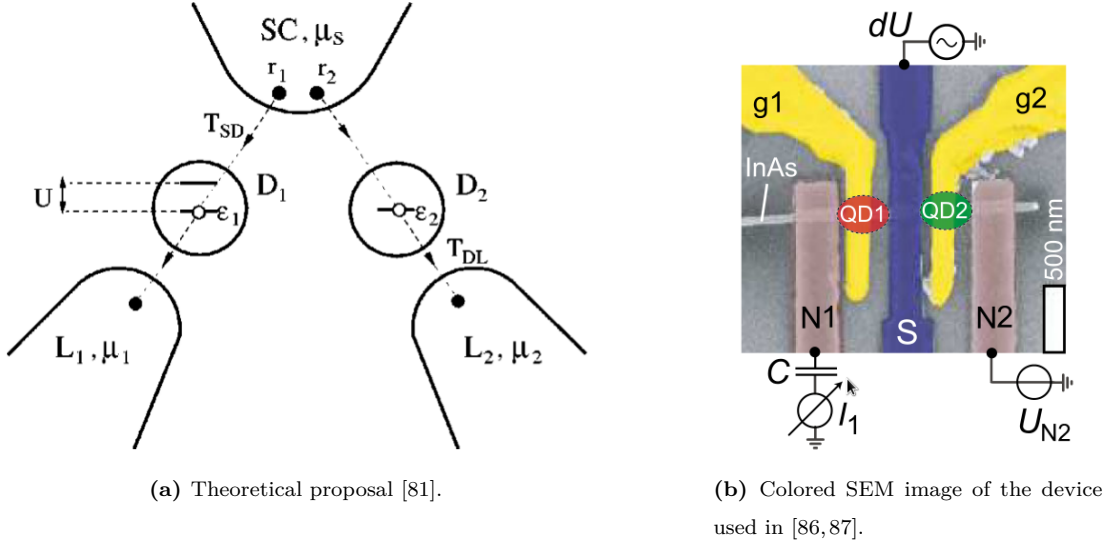 SC, μS
r1 r2
TSD
U
D1
ε1
D2
ε2
TDL
L1, μ1
L2, μ2
(a) Theoretical proposal [81].
dU
g1
g2
InAs
QD1
QD2
500 nm
N1
S
N2
C
I1
UN2
(b) Colored SEM image of the device
used in [86, 87].